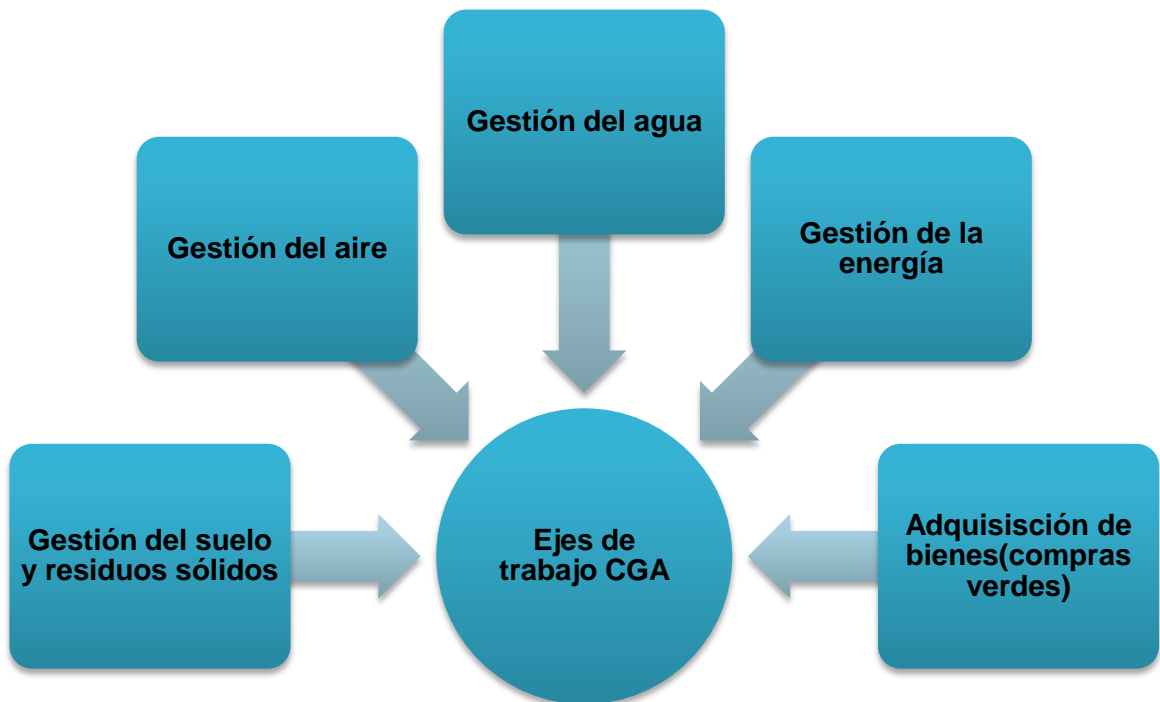 Gestión del agua
Gestión del aire
Gestión de la
energía
Gestión del suelo
y residuos sólidos
Ejes de
trabajo CGA
Adquisisción de
bienes(compras
verdes)